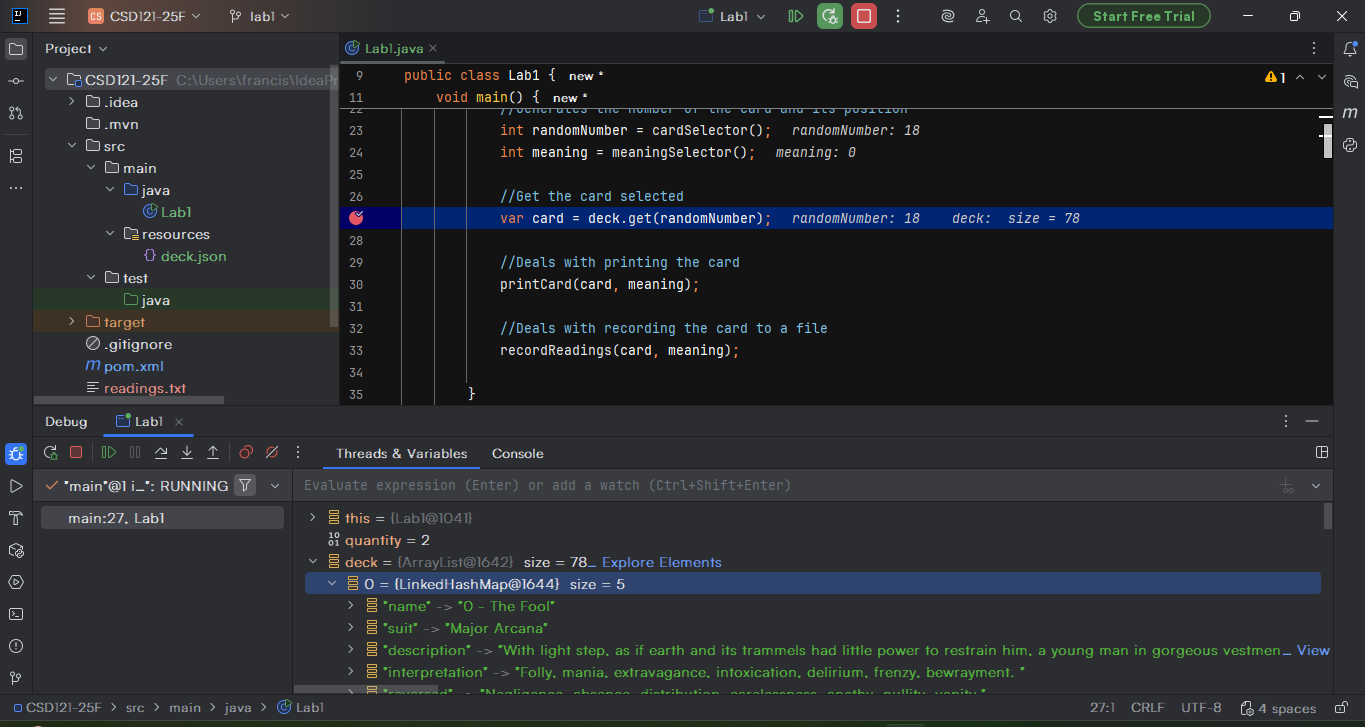 CS CSD121-25F lab1 Lab1 Start Free Trial
Project
CSD121-25F C:\Users\francis\IdeaPr
.idea
.mvn
src
main
java
Lab1
resources
deck.json
test
java
target
.gitignore
pom.xml
readings.txt
Lab1.java
1
9 public class Lab1 { new *
11 void main() { new *
22 //Generates the number of the card and its position
23 int randomNumber = cardSelector(); randomNumber: 18
24 int meaning = meaningSelector(); meaning: 0
25
26 //Get the card selected
var card = deck.get(randomNumber); randomNumber: 18 deck: size = 78
28
29 //Deals with printing the card
30 printCard(card, meaning);
31
32 //Deals with recording the card to a file
33 recordReadings(card, meaning);
34
35 }
Debug Lab1
Threads & Variables Console
"main"@1 i...": RUNNING
main:27, Lab1
Evaluate expression (Enter) or add a watch (Ctrl+Shift+Enter)
this = {Lab1@1041}
quantity = 2
deck = {ArrayList@1642} size = 78... Explore Elements
0 = {LinkedHashMap@1644} size = 5
"name" -> "0 - The Fool"
"suit" -> "Major Arcana"
"description" -> "With light step, as if earth and its trammels had little power to restrain him, a young man in gorgeous vestmen... View
"interpretation" -> "Folly, mania, extravagance, intoxication, delirium, frenzy, bewrayment. "
"reversed" -> "Negligence, absence, distribution, carelessness, apathy, nullity, vanity."
CSD121-25F > src > main > java > Lab1
27:1 CRLF UTF-8 4 spaces